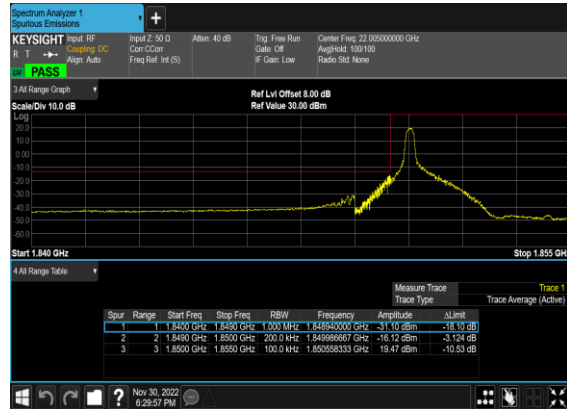 Spectrum Analyzer 1
Spurious Emissions
KEYSIGHT Input: RF Input Z: 50 Ω Atten: 40 dB Trig: Free Run Center Freq: 22.005000000 GHz
R T Coupling: DC Corr CCorr Gate: Off Avg|Hold: 100/100
Align: Auto Freq Ref: Int (S) IF Gain: Low Radio Std: None
PASS
3 All Range Graph
Ref Lvl Offset 8.00 dB
Scale/Div 10.0 dB Ref Value 30.00 dBm
Log
20.0
10.0
0.00
-10.0
-20.0
-30.0
-40.0
-50.0
-60.0
Start 1.840 GHz Stop 1.855 GH
4 All Range Table
Measure Trace Trace 1
Trace Type Trace Average (Active)
Spur Range Start Freq Stop Freq RBW Frequency Amplitude ΔLimit
1 1 1.8400 GHz 1.8490 GHz 1.000 MHz 1.848940000 GHz -31.10 dBm -18.10 dB
2 2 1.8490 GHz 1.8500 GHz 200.0 kHz 1.849986667 GHz -16.12 dBm -3.124 dB
3 3 1.8500 GHz 1.8550 GHz 100.0 kHz 1.850558333 GHz 19.47 dBm -10.53 dB
? Nov 30, 2022
6:29:57 PM